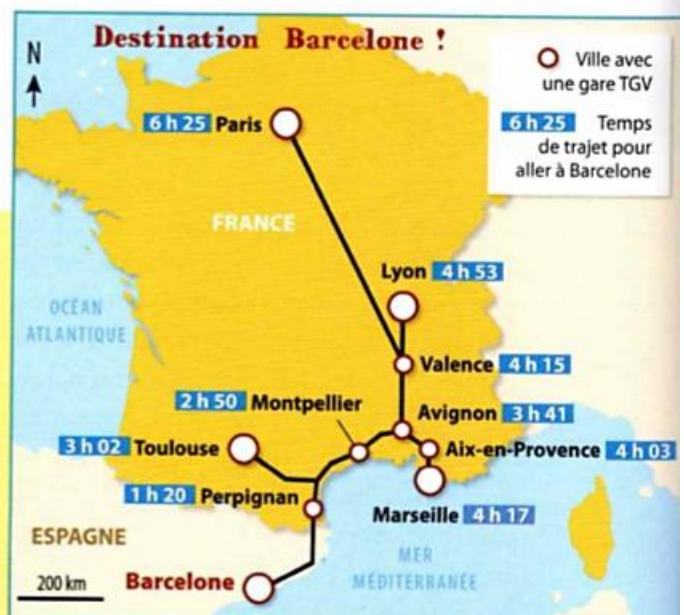 Destination Barcelone !
N
Ville avec
une gare TGV
6 h 25 Temps
de trajet pour
aller à Barcelone
6 h 25 Paris
FRANCE
Lyon 4 h 53
OCÉAN
ATLANTIQUE
Valence 4 h 15
2 h 50 Montpellier
Avignon 3 h 41
3 h 02 Toulouse
Aix-en-Provence 4 h 03
1 h 20 Perpignan
Marseille 4 h 17
ESPAGNE
MER
MÉDITERRANÉE
200 km
Barcelone